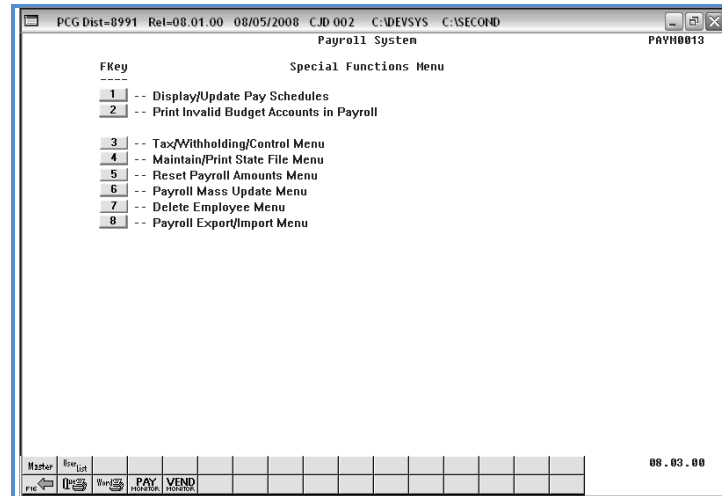 PCG Dist=8991 Rel=08.01.00 08/05/2008 CJD 002 C:\DEVSYS C:\SECOND
Payroll System PAYM0013
FKey Special Functions Menu
----
1 -- Display/Update Pay Schedules
2 -- Print Invalid Budget Accounts in Payroll
3 -- Tax/Withholding/Control Menu
4 -- Maintain/Print State File Menu
5 -- Reset Payroll Amounts Menu
6 -- Payroll Mass Update Menu
7 -- Delete Employee Menu
8 -- Payroll Export/Import Menu
Master User List 08.03.00
F16 Que Word PAY MONITOR VEND MONITOR